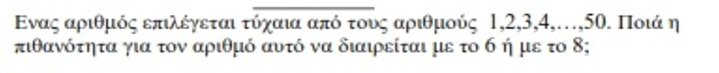 Ενας αριθμός επιλέγεται τύχαια από τους αριθμούς 1,2,3,4,…,50. Ποιά η
πιθανότητα για τον αριθμό αυτό να διαιρείται με το 6 ή με το 8;